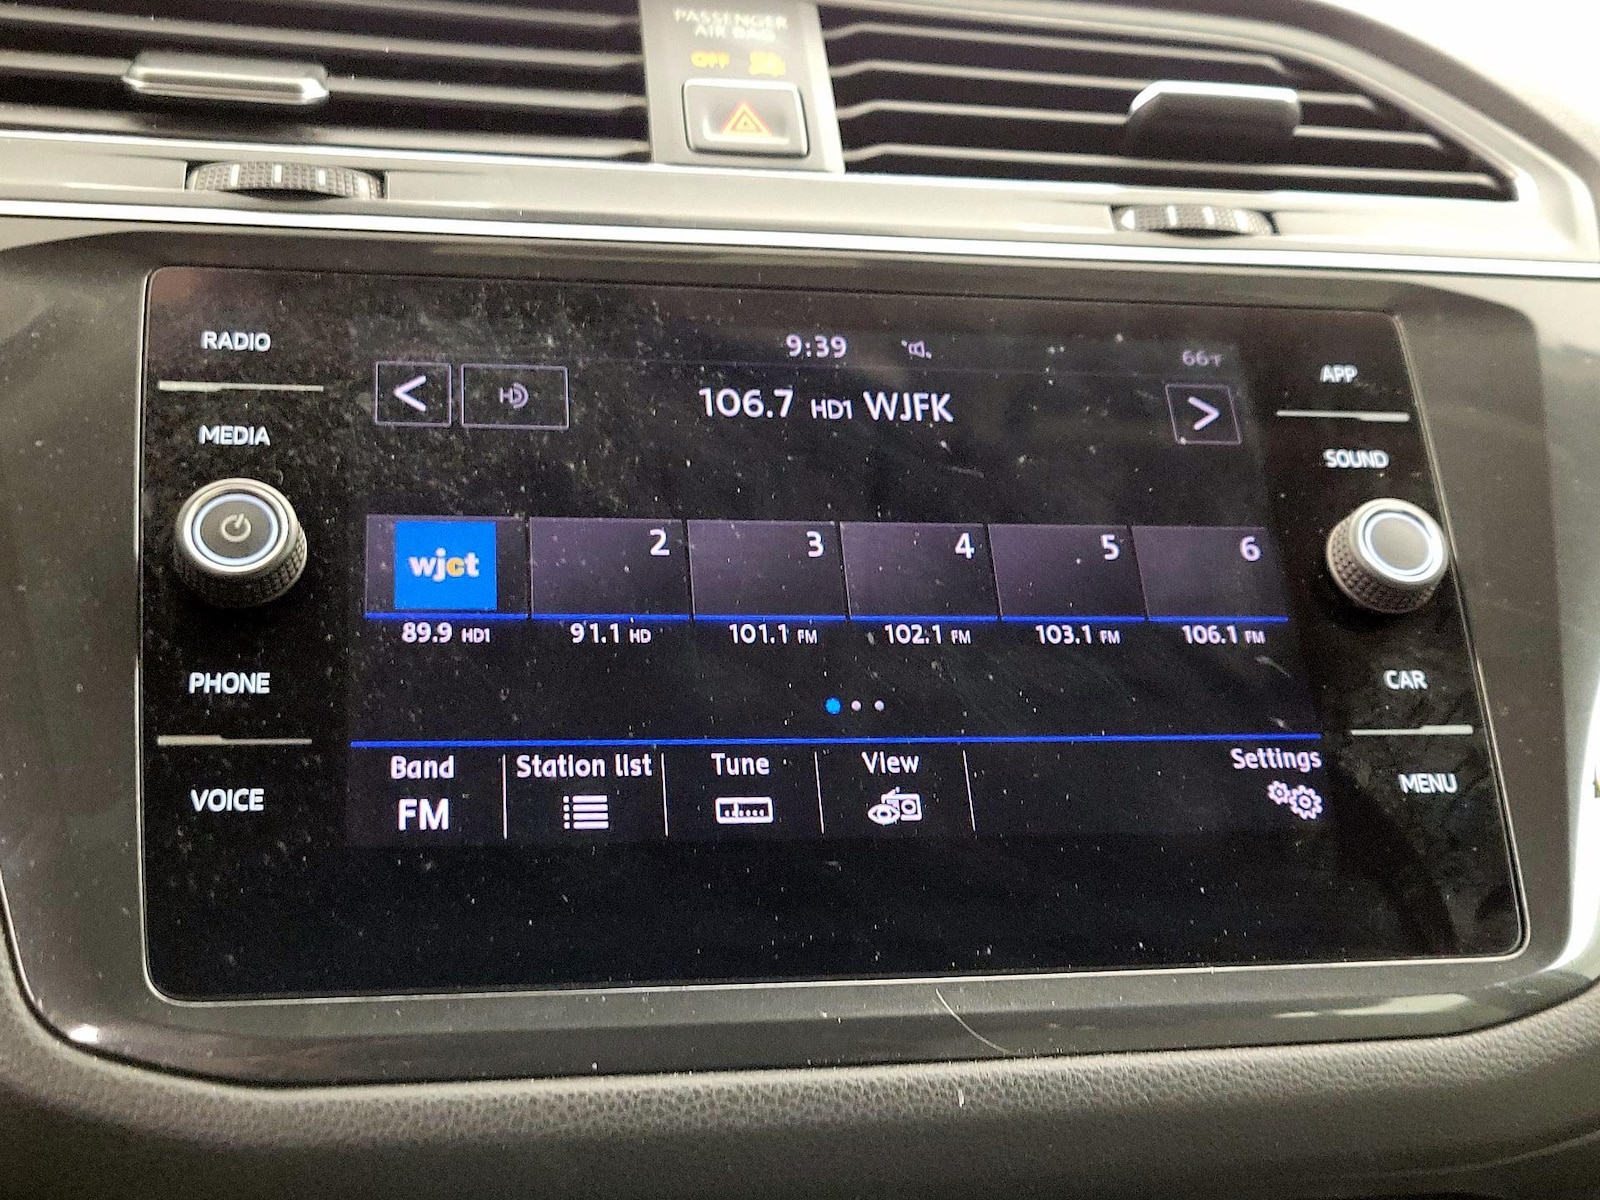 PASSENGER
AIR BAG
OFF
RADIO
MEDIA
PHONE
VOICE
9:39
66°F
HD
106.7 HD1 WJFK
wjct
2
3
4
5
6
89.9 HD1
91.1 HD
101.1 FM
102.1 FM
103.1 FM
106.1 FM
Band
FM
Station list
Tune
View
Settings
APP
SOUND
CAR
MENU